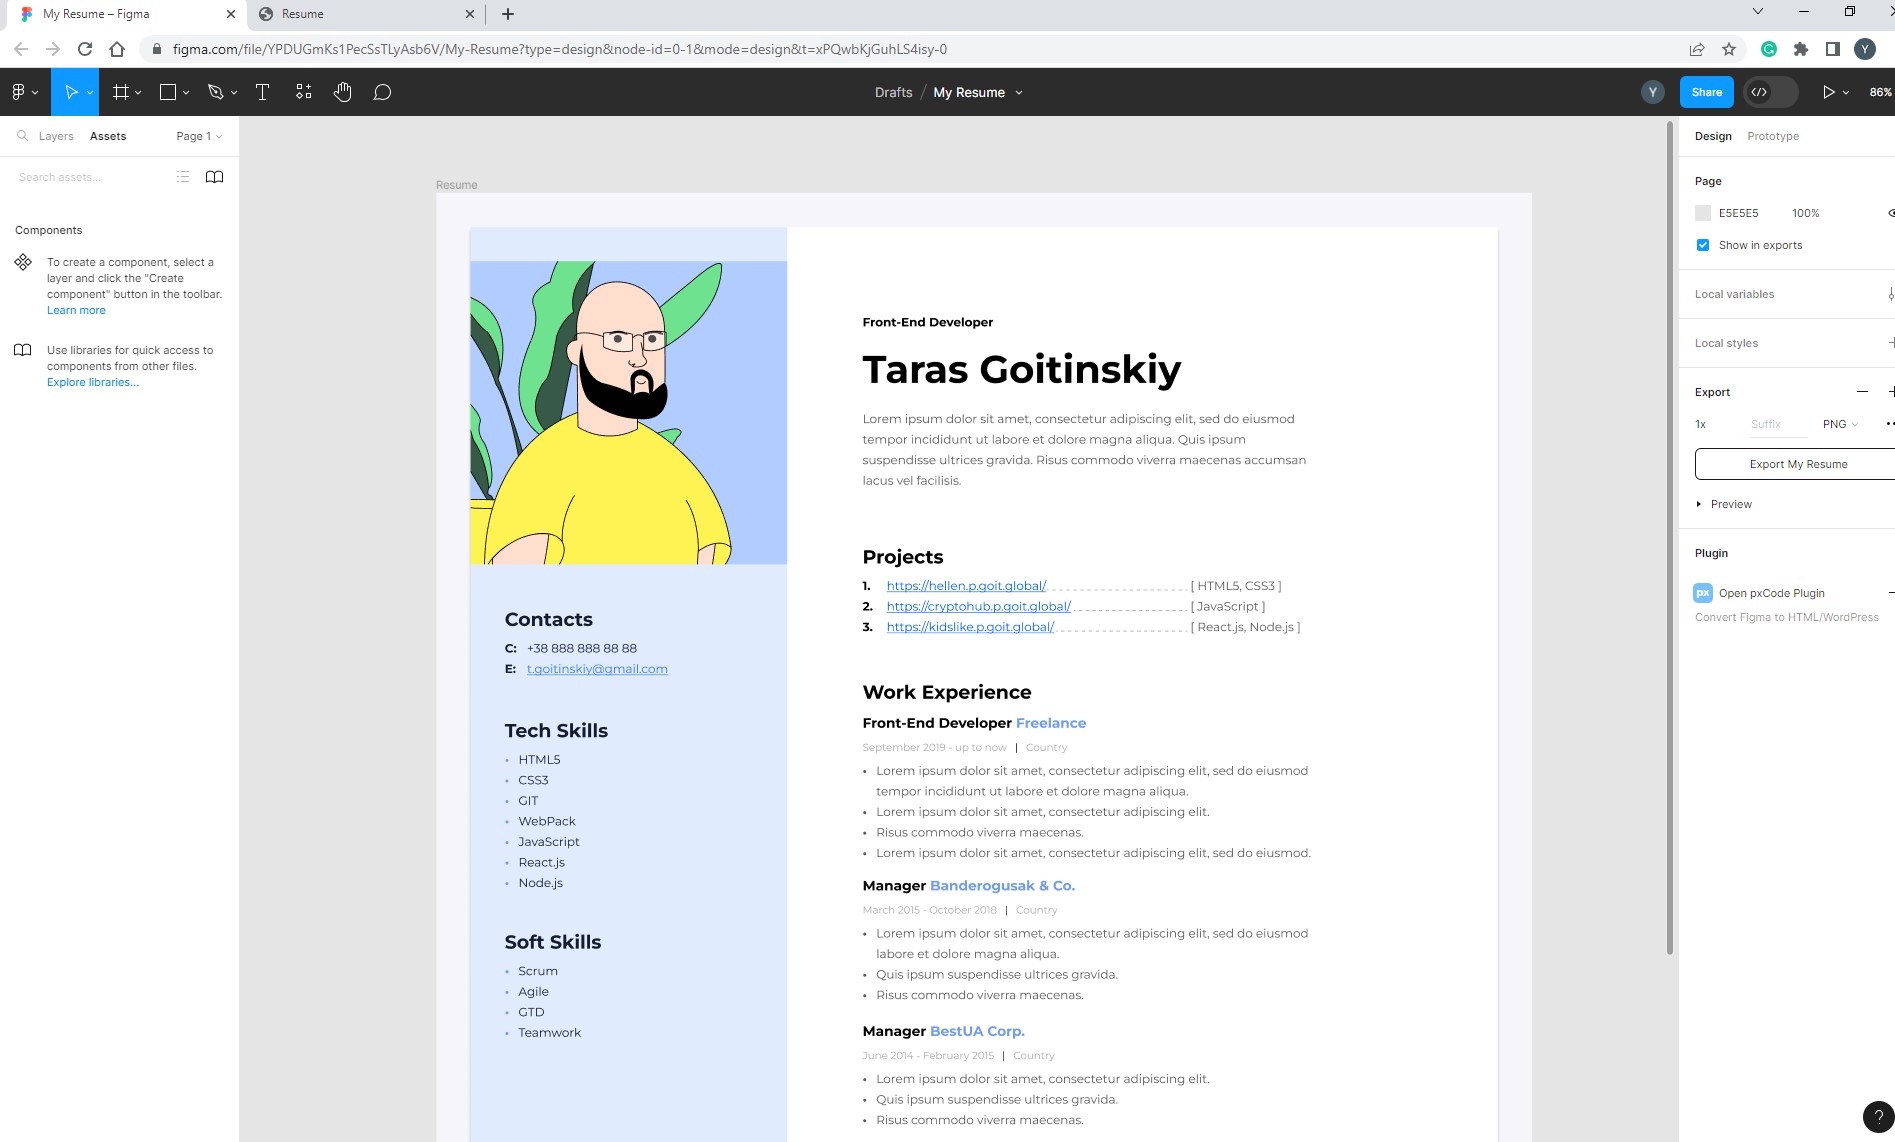 My Resume – Figma
Resume
figma.com/file/YPDUGmKs1PecSsTLyAsb6V/My-Resume?type=design&node-id=0-1&mode=design&t=xPQwbKjGuhLS4isy-0
Y
Drafts / My Resume
Y
Share
86%
Layers
Assets
Page 1
Search assets...
Components
To create a component, select a
layer and click the "Create
component" button in the toolbar.
Learn more
Use libraries for quick access to
components from other files.
Explore libraries...
Resume
Contacts
C: +38 888 888 88 88
E: t.goitinskiy@gmail.com
Tech Skills
• HTML5
• CSS3
• GIT
• WebPack
• JavaScript
• React.js
• Node.js
Soft Skills
• Scrum
• Agile
• GTD
• Teamwork
Front-End Developer
Taras Goitinskiy
Lorem ipsum dolor sit amet, consectetur adipiscing elit, sed do eiusmod
tempor incididunt ut labore et dolore magna aliqua. Quis ipsum
suspendisse ultrices gravida. Risus commodo viverra maecenas accumsan
lacus vel facilisis.
Projects
1. https://hellen.p.goit.global/ [ HTML5, CSS3 ]
2. https://cryptohub.p.goit.global/ [ JavaScript ]
3. https://kidslike.p.goit.global/ [ React.js, Node.js ]
Work Experience
Front-End Developer Freelance
September 2019 - up to now | Country
• Lorem ipsum dolor sit amet, consectetur adipiscing elit, sed do eiusmod
tempor incididunt ut labore et dolore magna aliqua.
• Lorem ipsum dolor sit amet, consectetur adipiscing elit.
• Risus commodo viverra maecenas.
• Lorem ipsum dolor sit amet, consectetur adipiscing elit, sed do eiusmod.
Manager Banderogusak & Co.
March 2015 - October 2018 | Country
• Lorem ipsum dolor sit amet, consectetur adipiscing elit, sed do eiusmod
labore et dolore magna aliqua.
• Quis ipsum suspendisse ultrices gravida.
• Risus commodo viverra maecenas.
Manager BestUA Corp.
June 2014 - February 2015 | Country
• Lorem ipsum dolor sit amet, consectetur adipiscing elit.
• Quis ipsum suspendisse ultrices gravida.
• Risus commodo viverra maecenas.
Design
Prototype
Page
E5E5E5 100%
Show in exports
Local variables
Local styles
Export
1x Suffix PNG
Export My Resume
Preview
Plugin
px Open pxCode Plugin
Convert Figma to HTML/WordPress
?